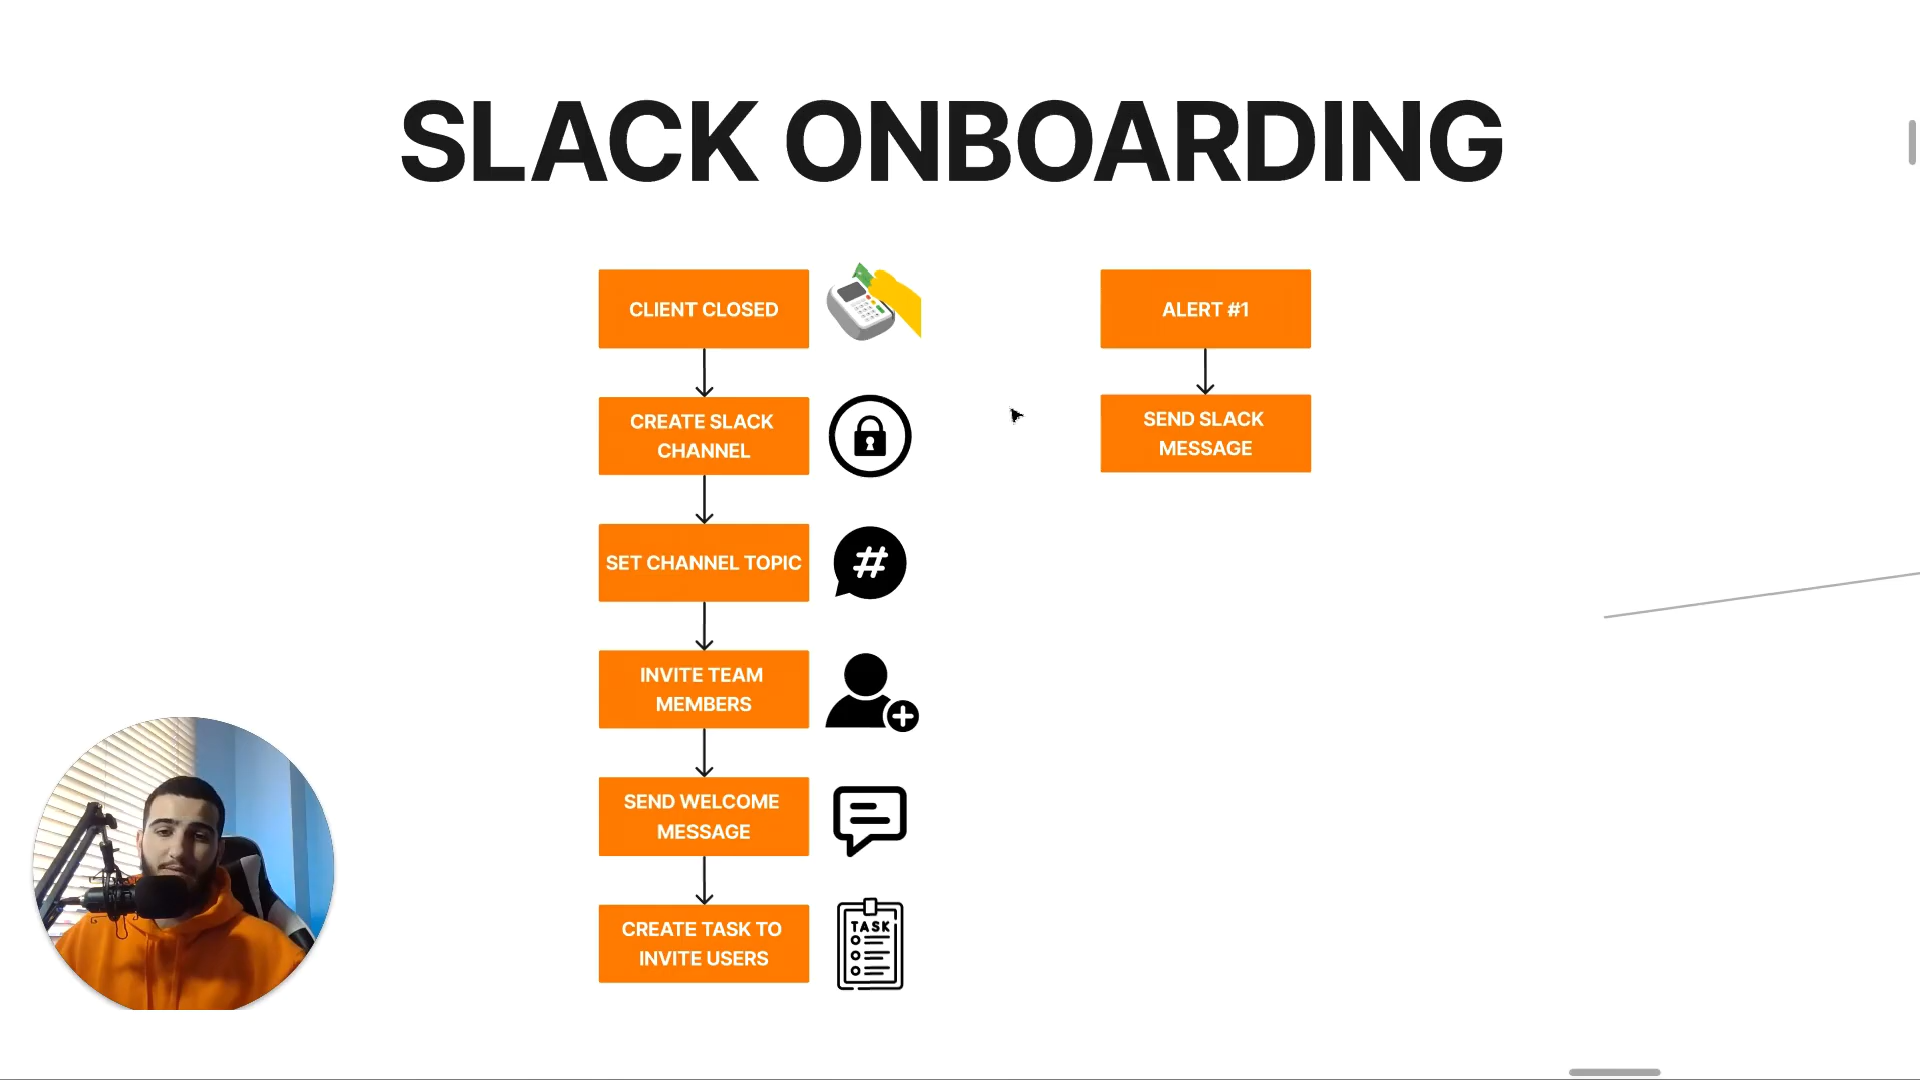 SLACK ONBOARDING
CLIENT CLOSED
CREATE SLACK
CHANNEL
#
SET CHANNEL TOPIC
INVITE TEAM
MEMBERS
SEND WELCOME
MESSAGE
CREATE TASK TO
INVITE USERS
TASK
ALERT #1
SEND SLACK
MESSAGE